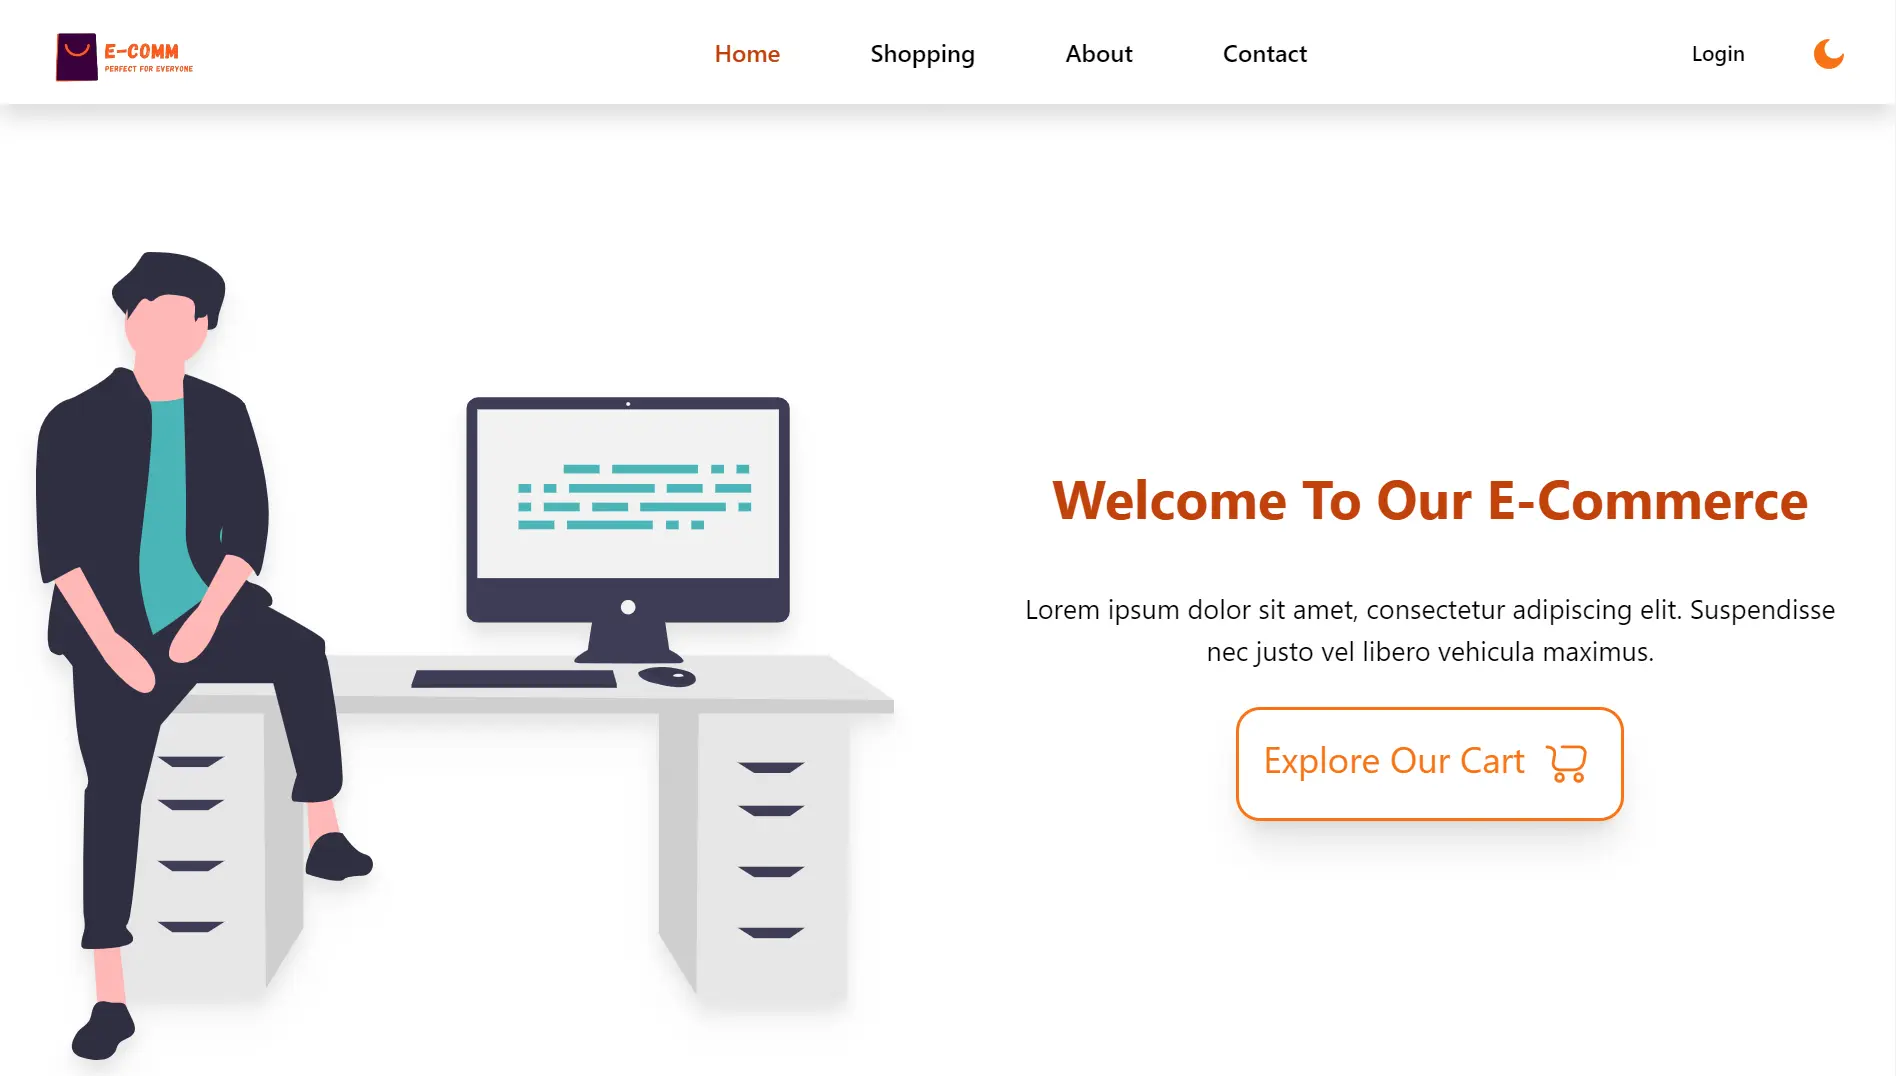 E-COMM
PERFECT FOR EVERYONE
Home
Shopping
About
Contact
Login
Welcome To Our E-Commerce
Lorem ipsum dolor sit amet, consectetur adipiscing elit. Suspendisse
nec justo vel libero vehicula maximus.
Explore Our Cart